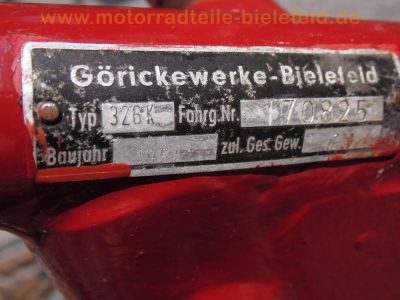 www.motorradteile-bielefeld.de
Görickewerke-Bielefeld
Typ 326K Fahrg. Nr. 170825
Baujahr zul. Ges. Gew.